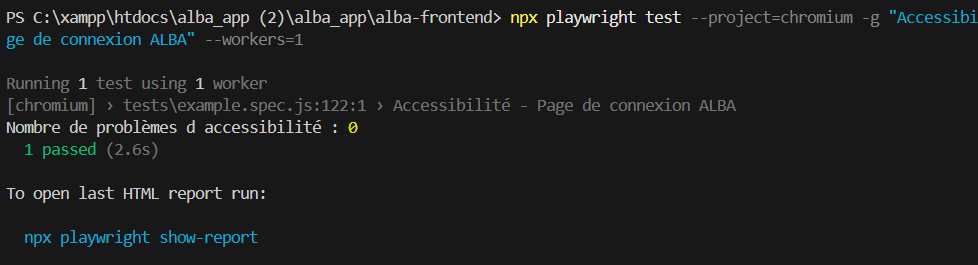 PS C:\xampp\htdocs\alba_app (2)\alba_app\alba-frontend> npx playwright test --project=chromium -g "Accessibi
ge de connexion ALBA" --workers=1
Running 1 test using 1 worker
[chromium] › tests\example.spec.js:122:1 › Accessibilité - Page de connexion ALBA
Nombre de problèmes d accessibilité : 0
1 passed (2.6s)
To open last HTML report run:
npx playwright show-report